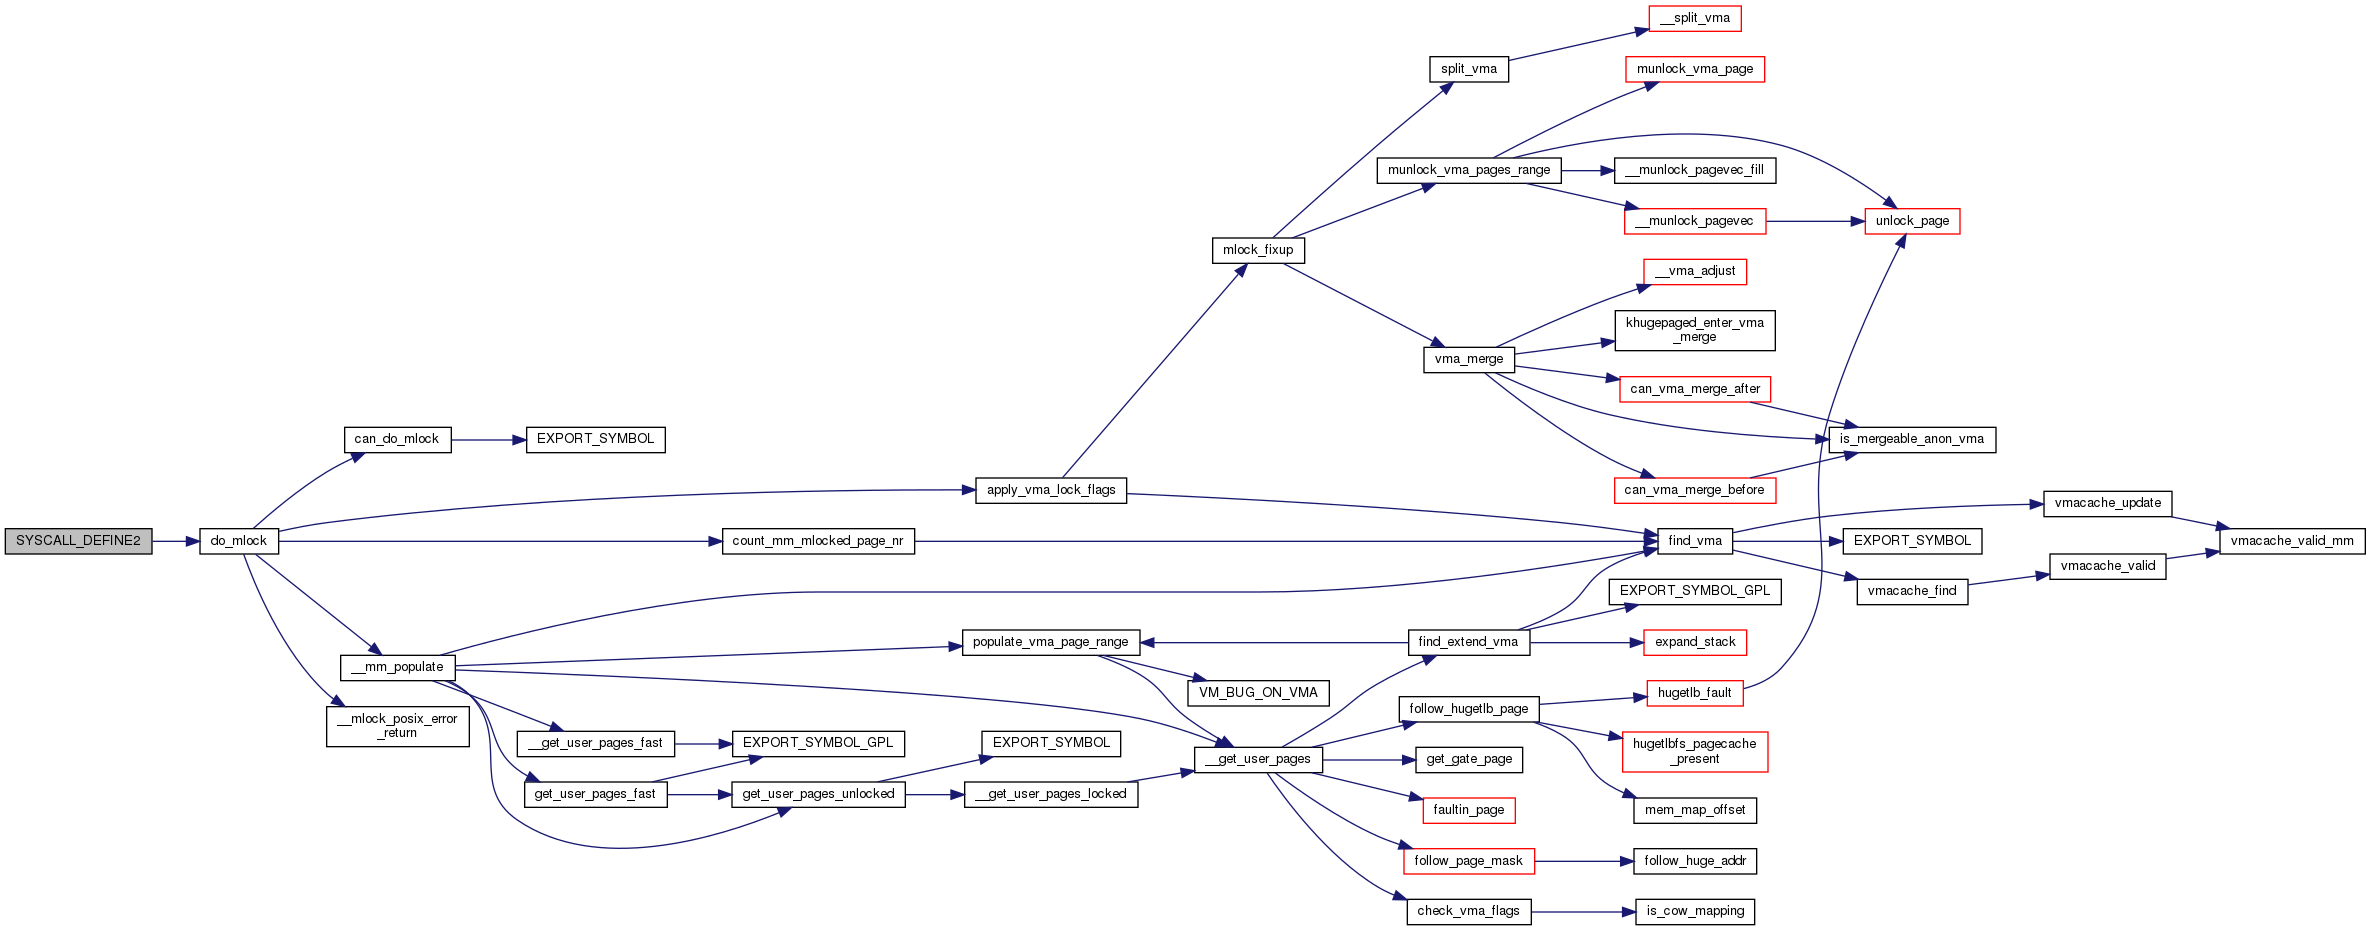 __split_vma
split_vma
munlock_vma_page
munlock_vma_pages_range
__munlock_pagevec_fill
__munlock_pagevec
unlock_page
mlock_fixup
__vma_adjust
khugepaged_enter_vma
_merge
vma_merge
can_vma_merge_after
can_do_mlock
EXPORT_SYMBOL
is_mergeable_anon_vma
apply_vma_lock_flags
can_vma_merge_before
vmacache_update
SYSCALL_DEFINE2
do_mlock
count_mm_mlocked_page_nr
find_vma
EXPORT_SYMBOL
vmacache_valid_mm
vmacache_valid
vmacache_find
EXPORT_SYMBOL_GPL
populate_vma_page_range
find_extend_vma
expand_stack
__mm_populate
VM_BUG_ON_VMA
hugetlb_fault
follow_hugetlb_page
__mlock_posix_error
_return
__get_user_pages_fast
EXPORT_SYMBOL_GPL
EXPORT_SYMBOL
hugetlbfs_pagecache
_present
__get_user_pages
get_gate_page
get_user_pages_fast
get_user_pages_unlocked
__get_user_pages_locked
faultin_page
mem_map_offset
follow_page_mask
follow_huge_addr
check_vma_flags
is_cow_mapping